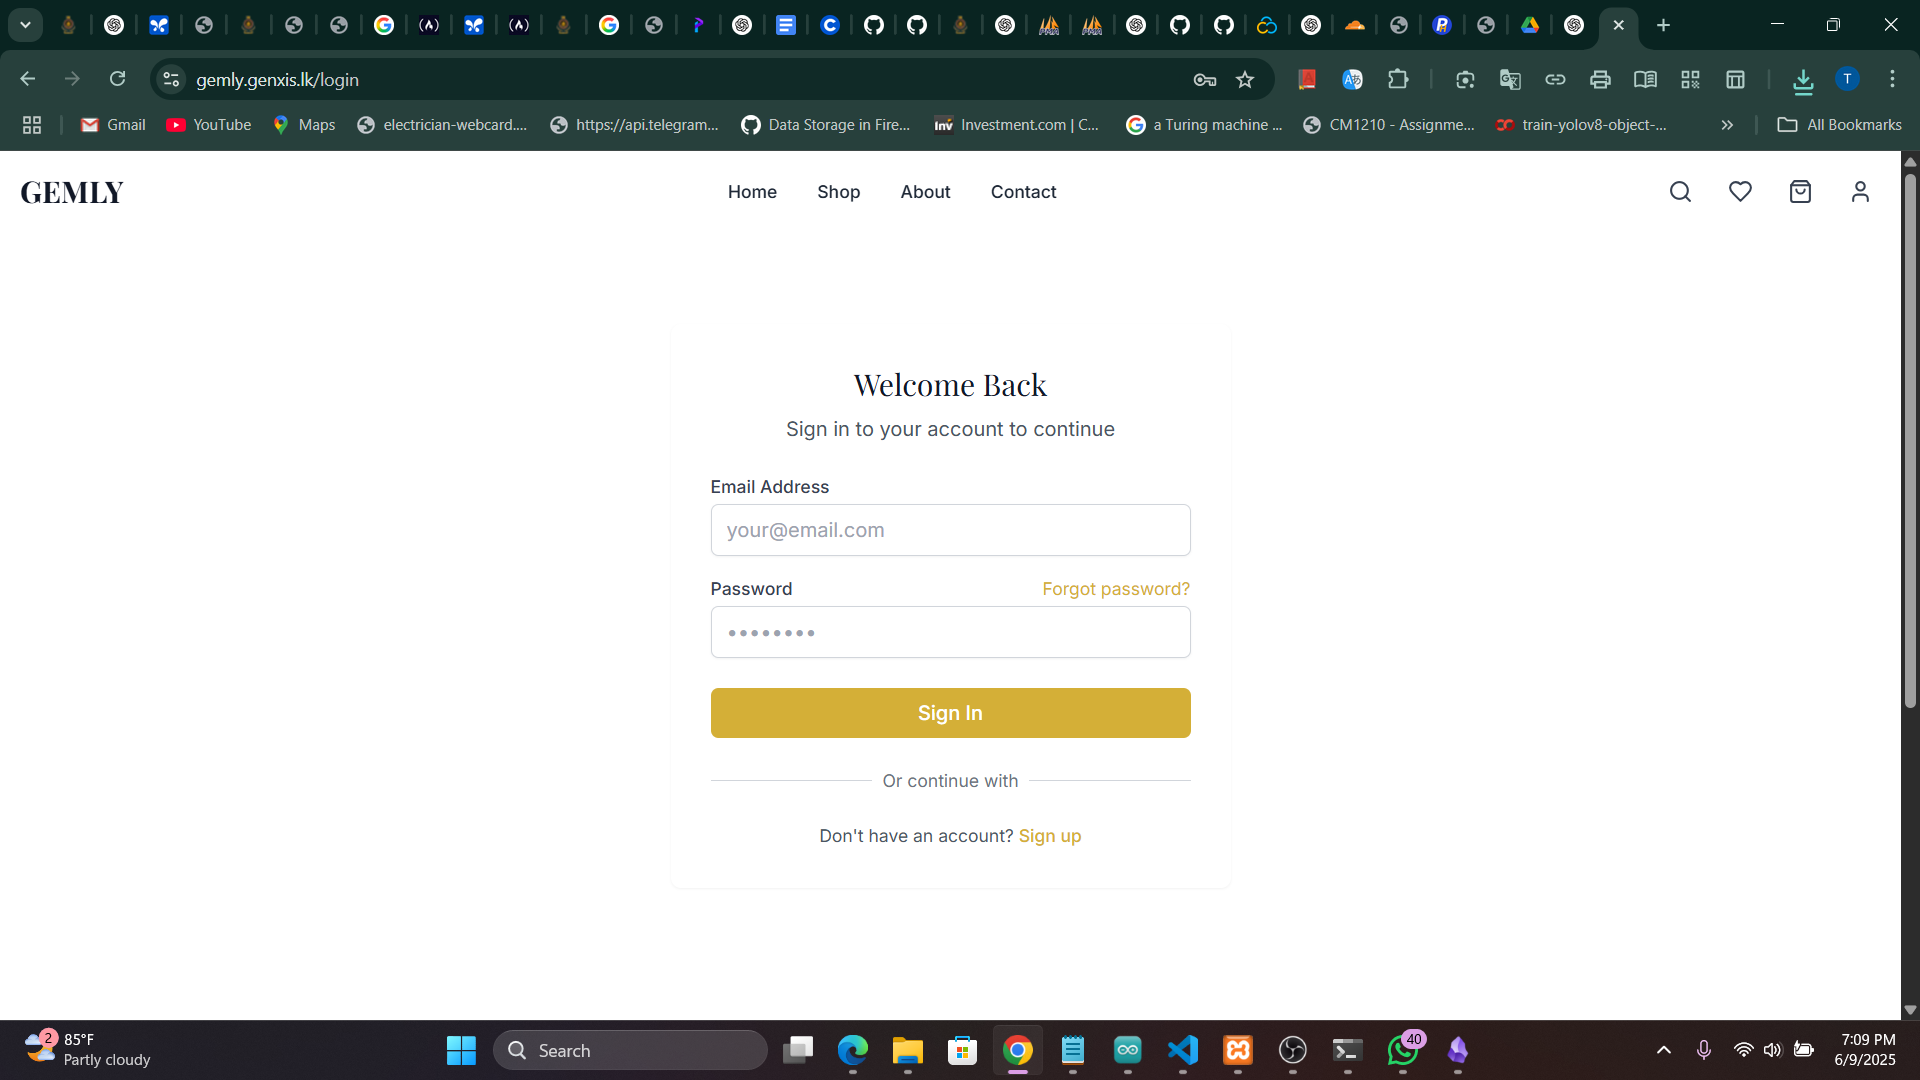 gemly.genxis.lk/login
T
Gmail
YouTube
Maps
electrician-webcard....
https://api.telegram...
Data Storage in Fire...
Investment.com | C...
a Turing machine ...
CM1210 - Assignme...
train-yolov8-object-...
All Bookmarks
GEMLY
Home
Shop
About
Contact
Welcome Back
Sign in to your account to continue
Email Address
your@email.com
Password
Forgot password?
Sign In
Or continue with
Don't have an account? Sign up
2
85°F
Partly cloudy
Search
40
7:09 PM
6/9/2025